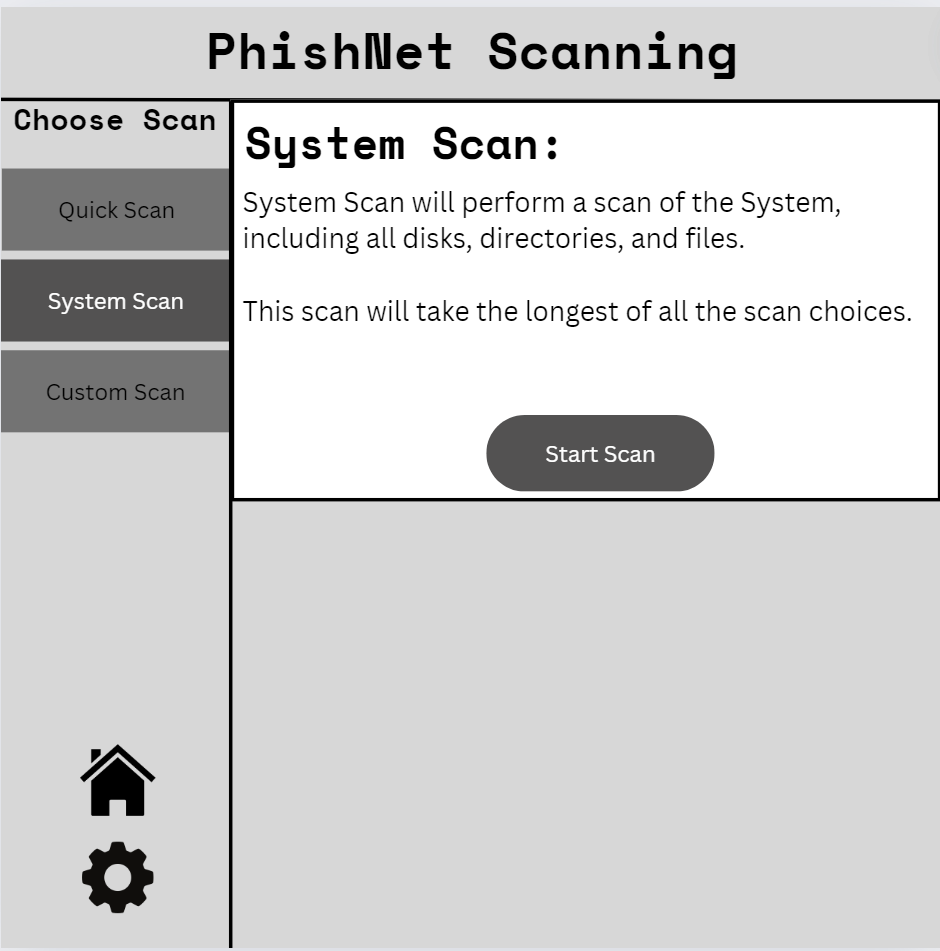 PhishNet Scanning
Choose Scan
Quick Scan
System Scan
Custom Scan
System Scan:
System Scan will perform a scan of the System,
including all disks, directories, and files.
This scan will take the longest of all the scan choices.
Start Scan